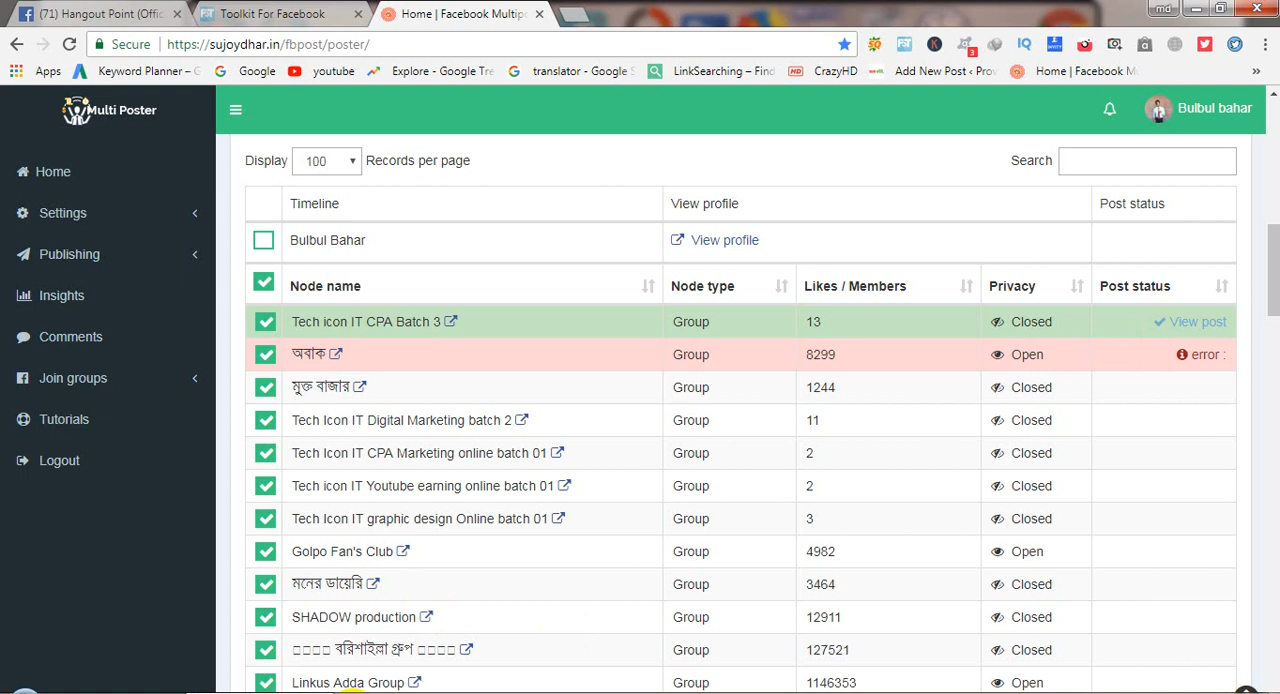 (71) Hangout Point (Offic
Toolkit For Facebook
Home | Facebook Multipo
md
Secure
https://sujoydhar.in/fbpost/poster/
Apps
Keyword Planner – G
Google
youtube
Explore - Google Tre
translator - Google S
LinkSearching – Find
CrazyHD
Add New Post ‹ Prov
Home | Facebook M
»
Multi Poster
Bulbul bahar
Home
Settings
Publishing
Insights
Comments
Join groups
Tutorials
Logout
Display 100 Records per page
Search
Timeline View profile Post status
Bulbul Bahar View profile
Node name Node type Likes / Members Privacy Post status
Tech icon IT CPA Batch 3 Group 13 Closed View post
অবাক Group 8299 Open error :
মুক্ত বাজার Group 1244 Closed
Tech Icon IT Digital Marketing batch 2 Group 11 Closed
Tech Icon IT CPA Marketing online batch 01 Group 2 Closed
Tech icon IT Youtube earning online batch 01 Group 2 Closed
Tech Icon IT graphic design Online batch 01 Group 3 Closed
Golpo Fan's Club Group 4982 Open
মনের ডায়েরি Group 3464 Closed
SHADOW production Group 12911 Closed
বরিশাইল্লা গ্রুপ Group 127521 Closed
Linkus Adda Group Group 1146353 Open